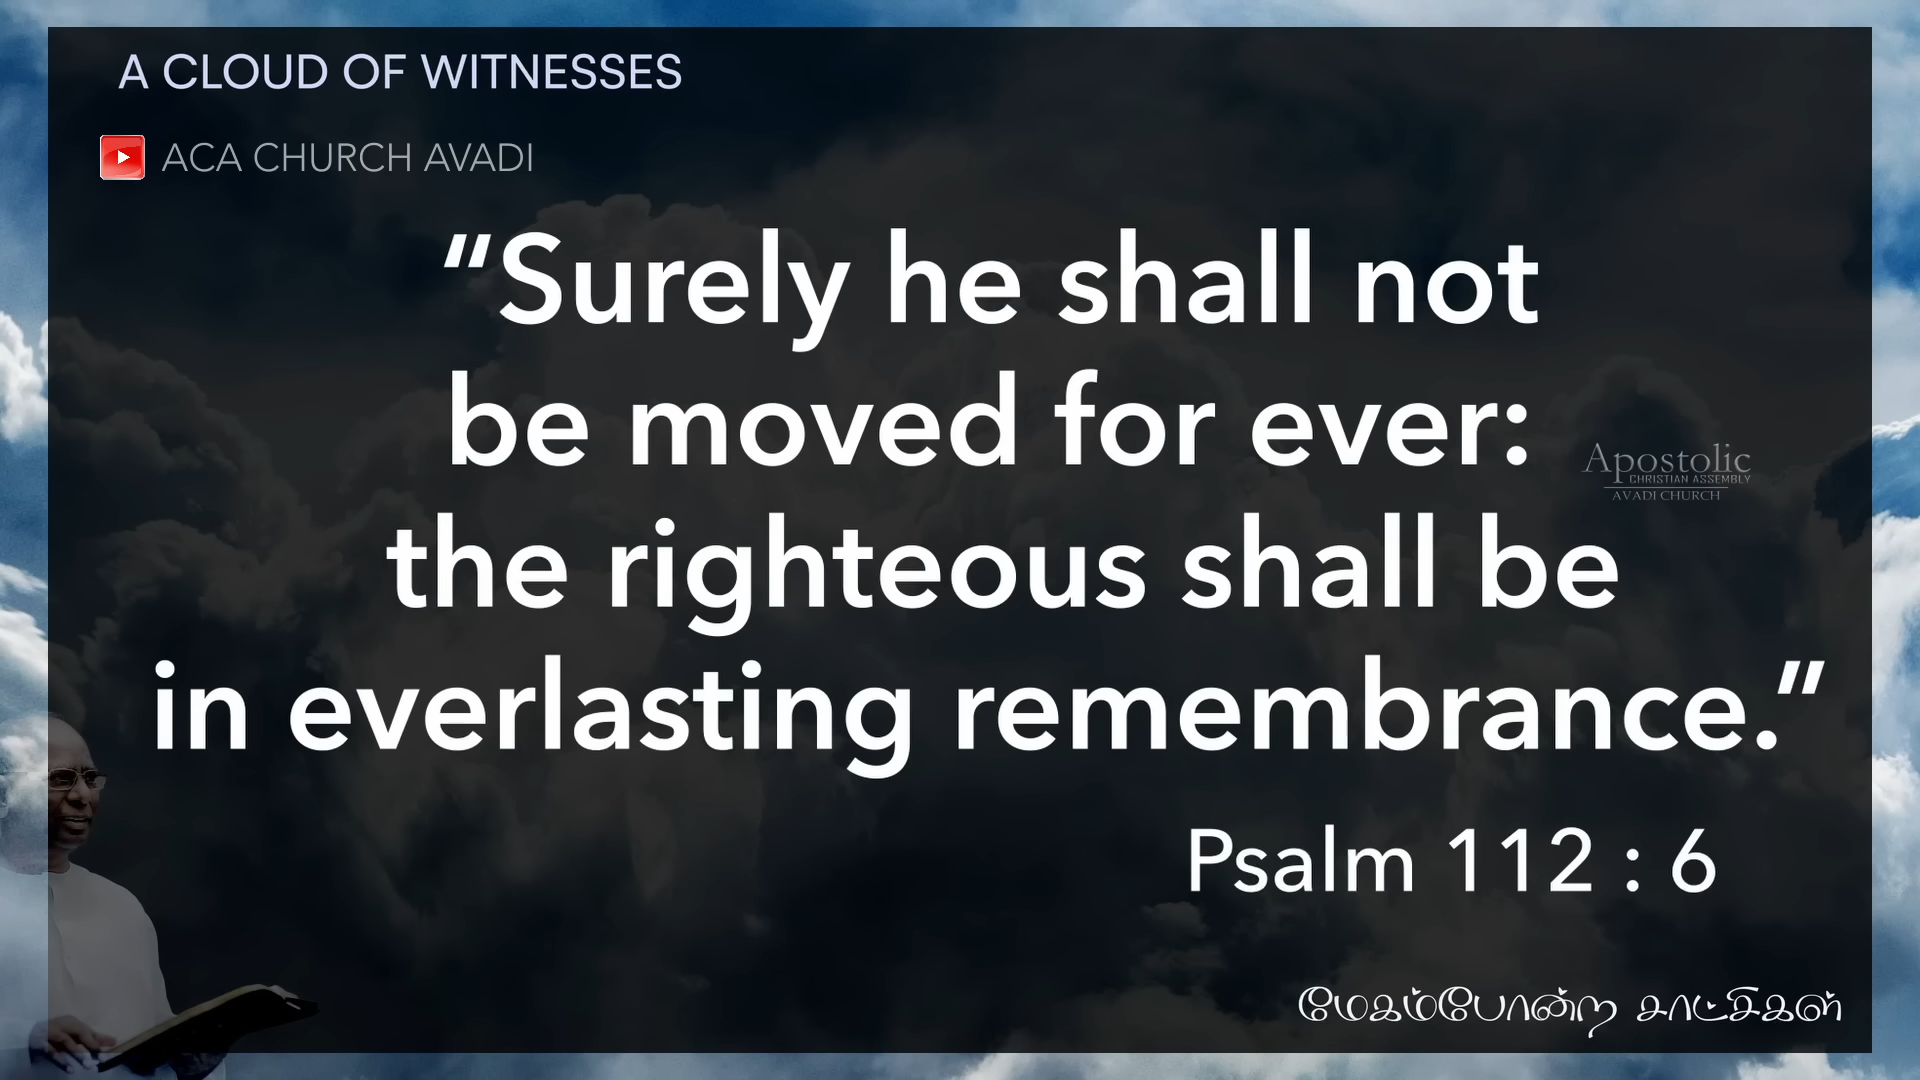 A CLOUD OF WITNESSES
ACA CHURCH AVADI
“Surely he shall not
be moved for ever:
the righteous shall be
in everlasting remembrance.”
Apostolic
CHRISTIAN ASSEMBLY
AVADI CHURCH
Psalm 112 : 6
மேகம்போன்ற சாட்சிகள்